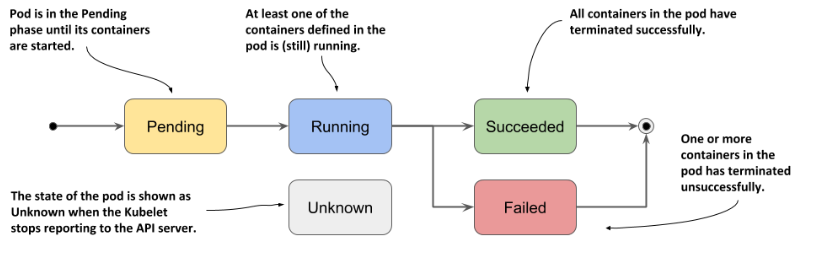 Pod is in the Pending
phase until its containers
are started.
At least one of the
containers defined in the
pod is (still) running.
All containers in the pod have
terminated successfully.
Pending
Running
Succeeded
One or more
containers in the
pod has terminated
unsuccessfully.
The state of the pod is shown as
Unknown when the Kubelet
stops reporting to the API server.
Unknown
Failed